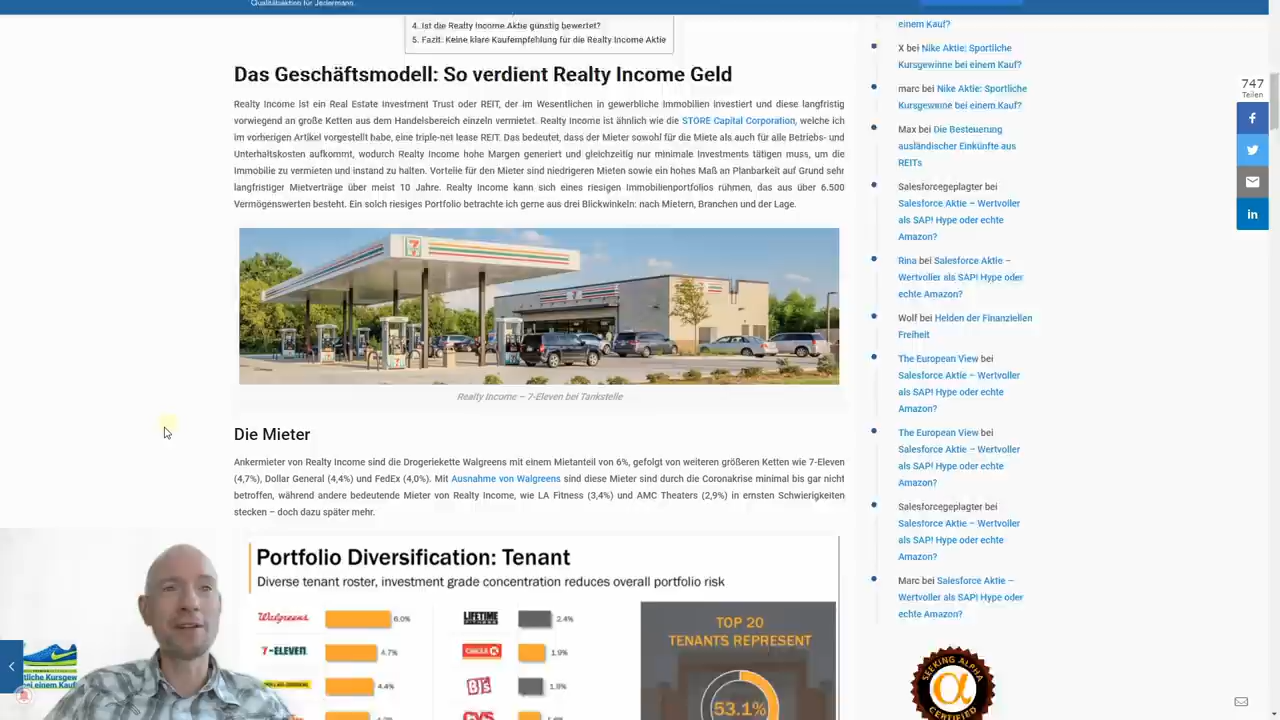 Qualitätsaktion für Jedermann.
4. Ist die Realty Income Aktie günstig bewertet?
5. Fazit: Keine klare Kaufempfehlung für die Realty Income Aktie
Das Geschäftsmodell: So verdient Realty Income Geld
Realty Income ist ein Real Estate Investment Trust oder REIT, der im Wesentlichen in gewerbliche Immobilien investiert und diese langfristig
vorwiegend an große Ketten aus dem Handelsbereich einzeln vermietet. Realty Income ist ähnlich wie die STORE Capital Corporation, welche ich
im vorherigen Artikel vorgestellt habe, eine triple-net lease REIT. Das bedeutet, dass der Mieter sowohl für die Miete als auch für alle Betriebs- und
Unterhaltskosten aufkommt, wodurch Realty Income hohe Margen generiert und gleichzeitig nur minimale Investments tätigen muss, um die
Immobilie zu vermieten und instand zu halten. Vorteile für den Mieter sind niedrigeren Mieten sowie ein hohes Maß an Planbarkeit auf Grund sehr
langfristiger Mietverträge über meist 10 Jahre. Realty Income kann sich eines riesigen Immobilienportfolios rühmen, das aus über 6.500
Vermögenswerten besteht. Ein solch riesiges Portfolio betrachte ich gerne aus drei Blickwinkeln: nach Mietern, Branchen und der Lage.
7
Realty Income – 7-Eleven bei Tankstelle
Die Mieter
Ankermieter von Realty Income sind die Drogeriekette Walgreens mit einem Mietanteil von 6%, gefolgt von weiteren größeren Ketten wie 7-Eleven
(4,7%), Dollar General (4,4%) und FedEx (4,0%). Mit Ausnahme von Walgreens sind diese Mieter sind durch die Coronakrise minimal bis gar nicht
betroffen, während andere bedeutende Mieter von Realty Income, wie LA Fitness (3,4%) und AMC Theaters (2,9%) in ernsten Schwierigkeiten
stecken – doch dazu später mehr.
Portfolio Diversification: Tenant
Diverse tenant roster, investment grade concentration reduces overall portfolio risk
Walgreens 6.0%
LIFETIME 2.4%
7-ELEVEN 4.7%
CIRCLE K 1.9%
4.4%
BJ's 1.8%
TOP 20
TENANTS REPRESENT
53.1%
einem Kauf?
X bei Nike Aktie: Sportliche
Kursgewinne bei einem Kauf?
marc bei Nike Aktie: Sportliche
Kursgewinne bei einem Kauf?
Max bei Die Besteuerung
ausländischer Einkünfte aus
REITs
Salesforcegeplagter bei
Salesforce Aktie – Wertvoller
als SAP! Hype oder echte
Amazon?
Rina bei Salesforce Aktie –
Wertvoller als SAP! Hype oder
echte Amazon?
Wolf bei Helden der Finanziellen
Freiheit
The European View bei
Salesforce Aktie – Wertvoller
als SAP! Hype oder echte
Amazon?
The European View bei
Salesforce Aktie – Wertvoller
als SAP! Hype oder echte
Amazon?
Salesforcegeplagter bei
Salesforce Aktie – Wertvoller
als SAP! Hype oder echte
Amazon?
Marc bei Salesforce Aktie –
Wertvoller als SAP! Hype oder
echte Amazon?
SEEKING ALPHA
α
CERTIFIED
747
Teilen
f
in
tliche Kursgew
ei einem Kauf